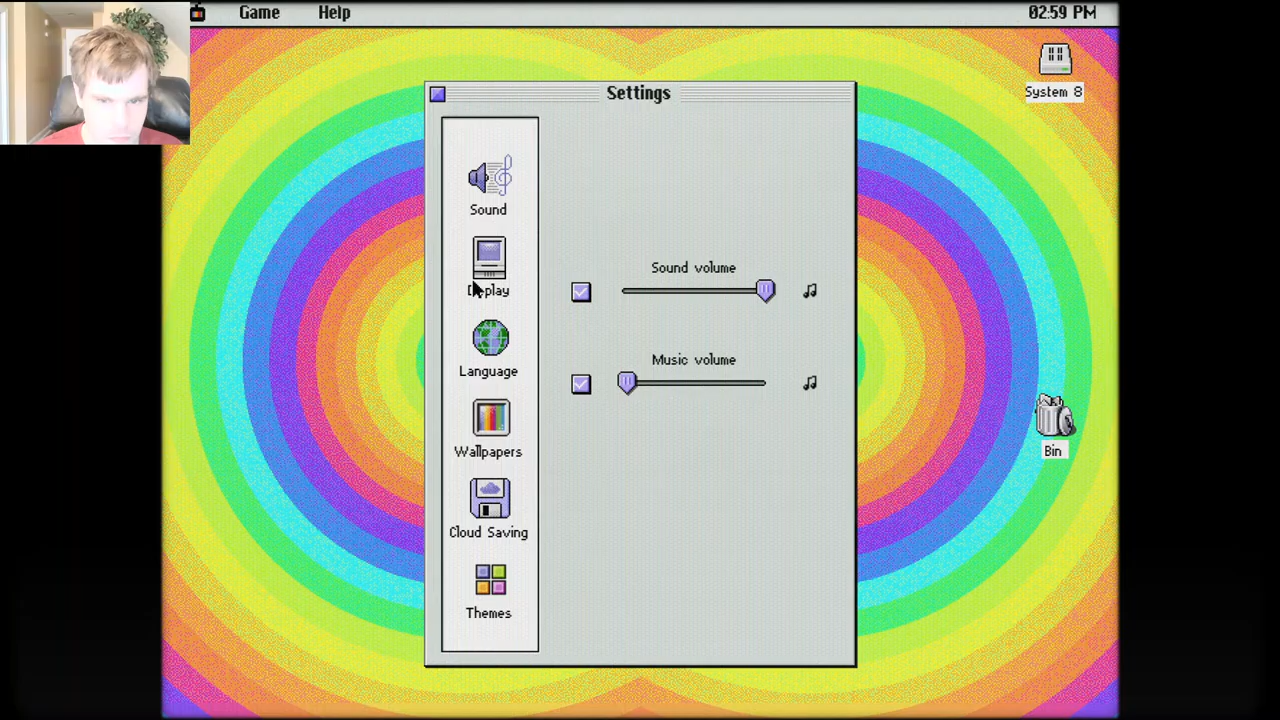 Game Help 02:59 PM
System 8
Settings
Sound
Display
Language
Wallpapers
Cloud Saving
Themes
Sound volume
Music volume
Bin